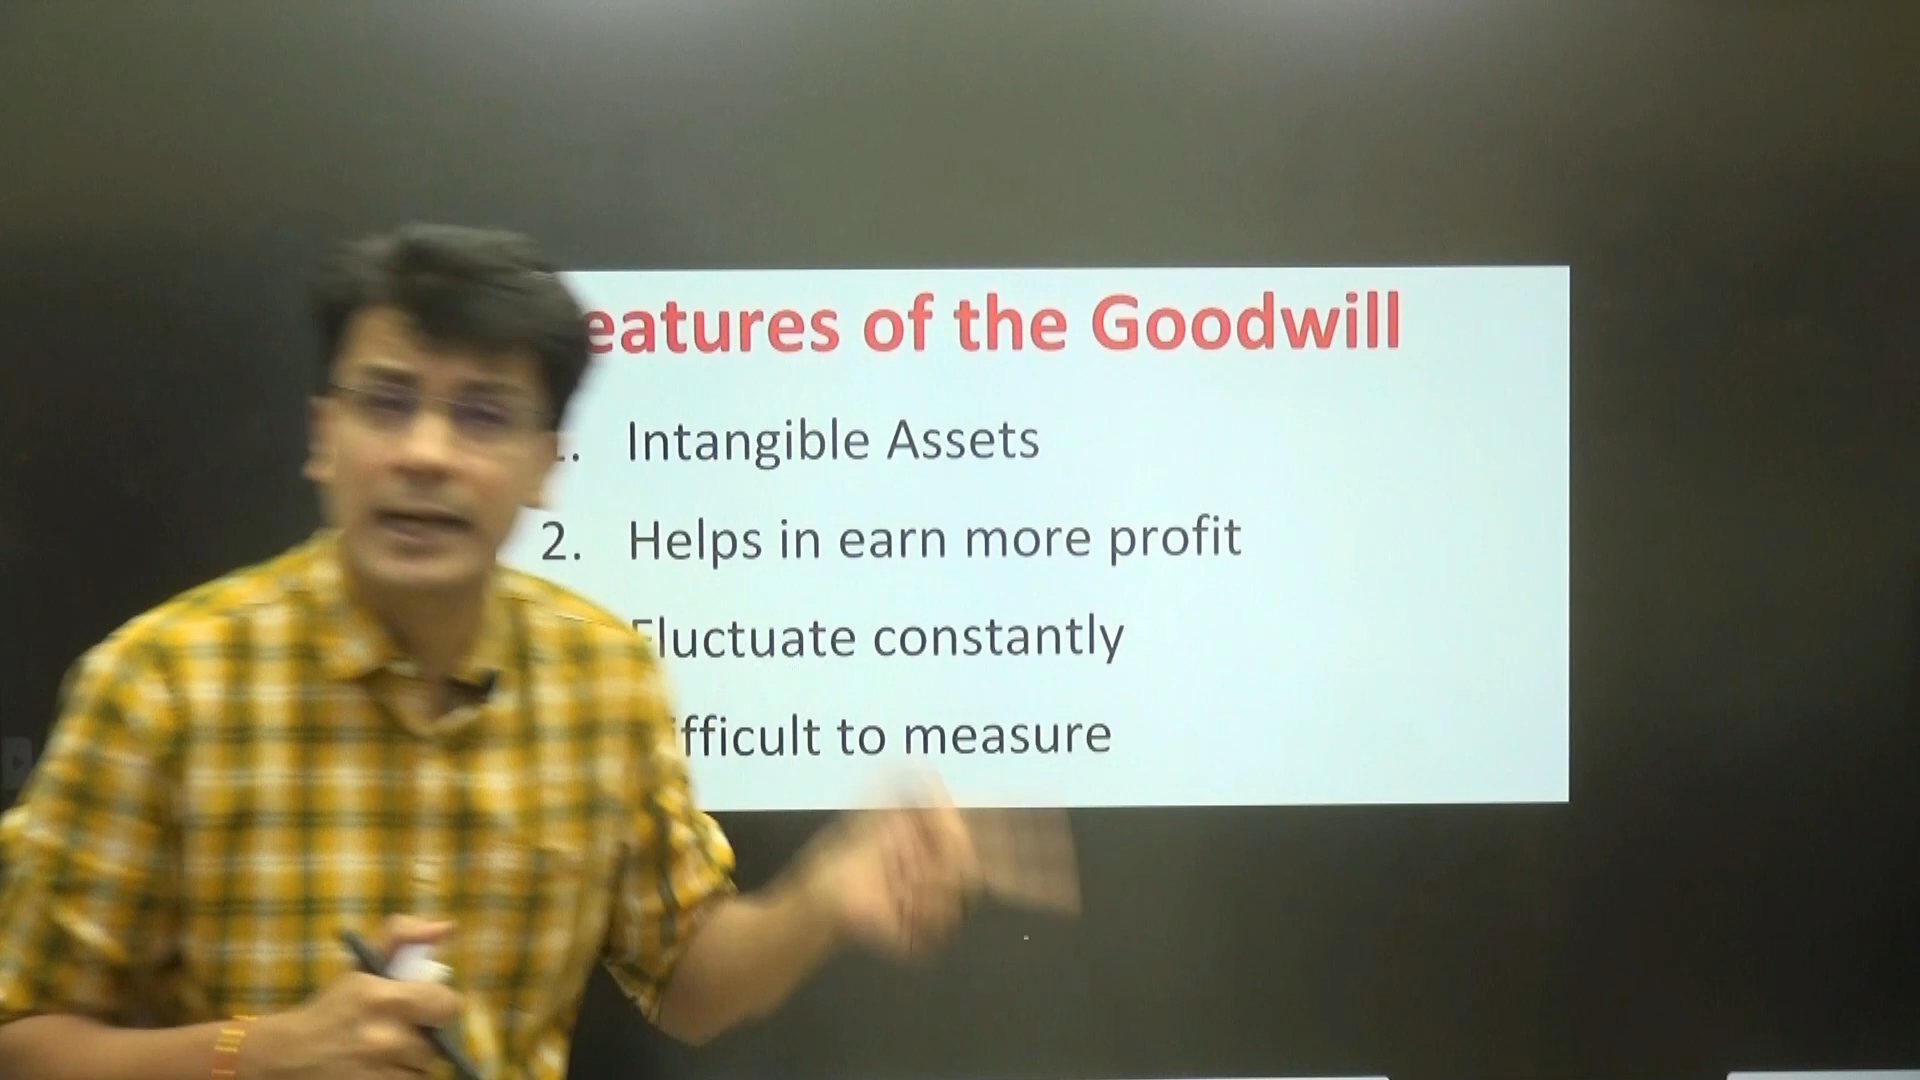 eatures of the Goodwill
1. Intangible Assets
2. Helps in earn more profit
Fluctuate constantly
ifficult to measure